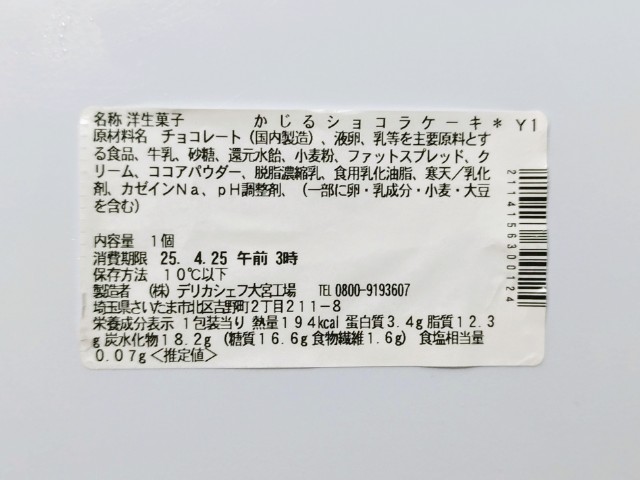 名称 洋生菓子 かじるショコラケーキ＊ Y1
原材料名 チョコレート(国内製造)、液卵、乳等を主要原料とす
る食品、牛乳、砂糖、還元水飴、小麦粉、ファットスプレッド、ク
リーム、ココアパウダー、脱脂濃縮乳、食用乳化油脂、寒天／乳化
剤、カゼインＮａ、ｐＨ調整剤、(一部に卵・乳成分・小麦・大豆
を含む)
内容量 1個
消費期限 25. 4.25 午前 3時
保存方法 10℃以下
製造者 (株) デリカシェフ大宮工場 TEL 0800-9193607
埼玉県さいたま市北区吉野町2丁目211-8
栄養成分表示 1包装当り 熱量194kcal 蛋白質3.4g 脂質12.3
g 炭水化物18.2g (糖質16.6g 食物繊維1.6g) 食塩相当量
0.07g<推定値>
2114156300124